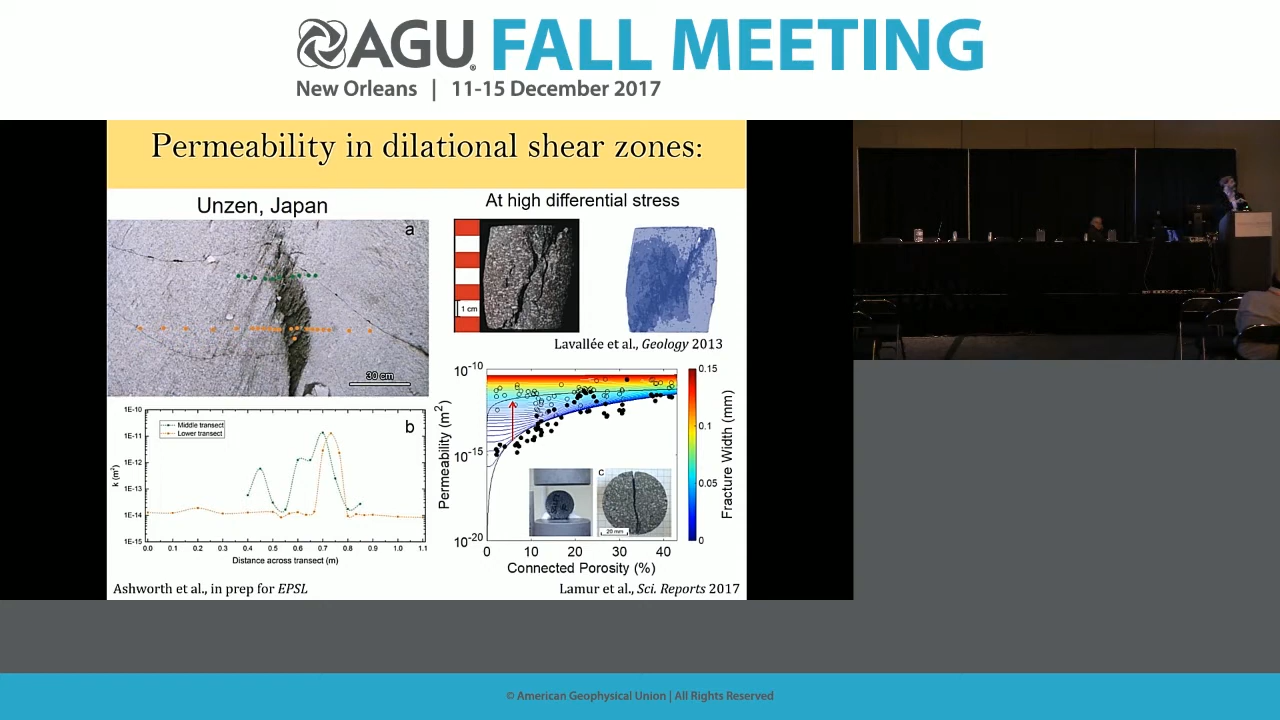 AGU FALL MEETING
New Orleans | 11-15 December 2017
Permeability in dilational shear zones:
Unzen, Japan
a
30 cm
1E-10
1E-11
1E-12
1E-13
1E-14
1E-15
k (m²)
Middle transect
Lower transect
b
0.0 0.1 0.2 0.3 0.4 0.5 0.6 0.7 0.8 0.9 1.0 1.1
Distance across transect (m)
Ashworth et al., in prep for EPSL
At high differential stress
1 cm
Lavallée et al., Geology 2013
10⁻¹⁰
10⁻¹⁵
10⁻²⁰
Permeability (m²)
c
20 mm
0 10 20 30 40
Connected Porosity (%)
0.15
0.1
0.05
0
Fracture Width (mm)
Lamur et al., Sci. Reports 2017
© American Geophysical Union | All Rights Reserved